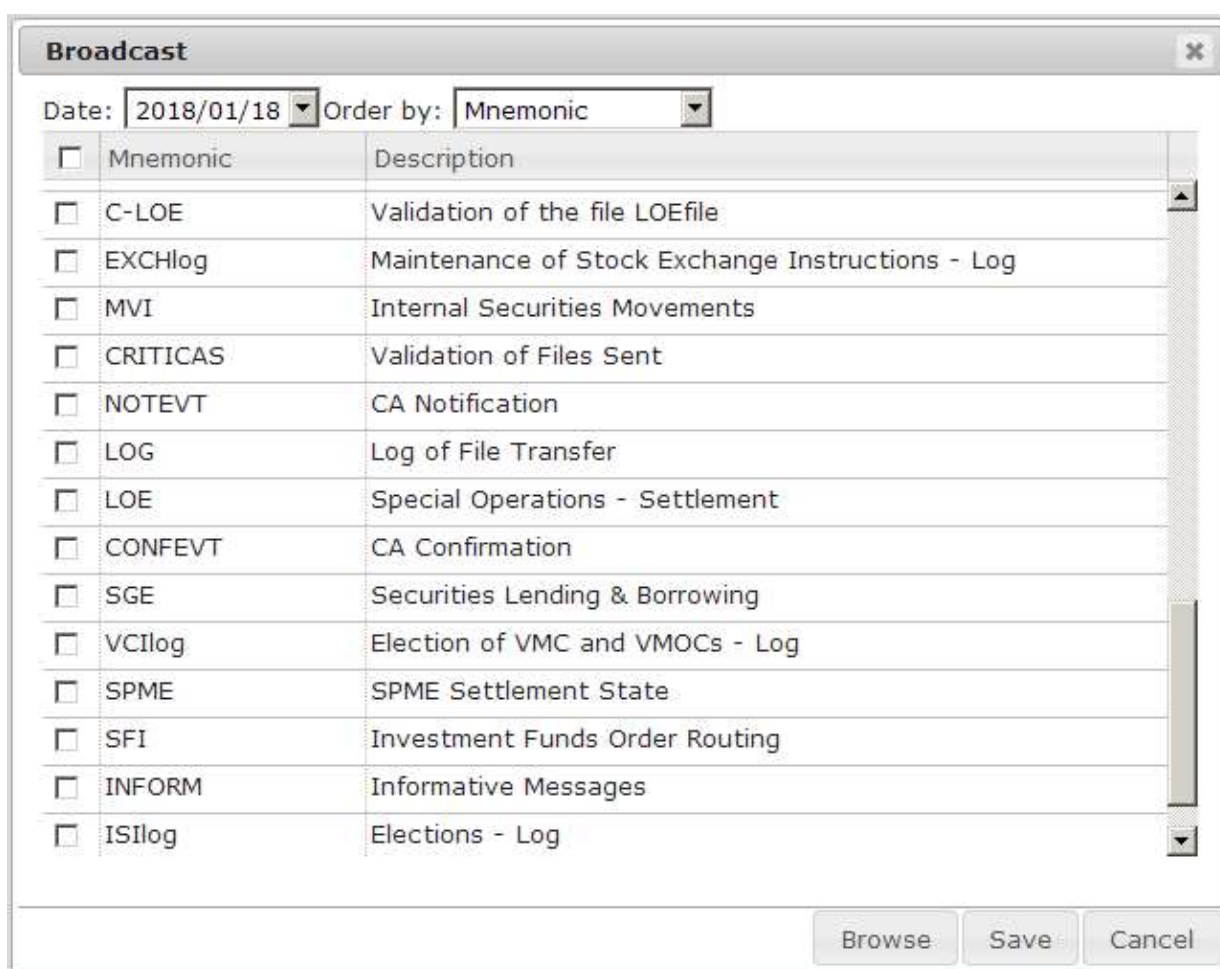 Broadcast
Date: 2018/01/18 Order by: Mnemonic
Mnemonic Description
C-LOE Validation of the file LOEfile
EXCHlog Maintenance of Stock Exchange Instructions - Log
MVI Internal Securities Movements
CRITICAS Validation of Files Sent
NOTEVT CA Notification
LOG Log of File Transfer
LOE Special Operations - Settlement
CONFEVT CA Confirmation
SGE Securities Lending & Borrowing
VCIlog Election of VMC and VMOCs - Log
SPME SPME Settlement State
SFI Investment Funds Order Routing
INFORM Informative Messages
ISIlog Elections - Log
Browse Save Cancel